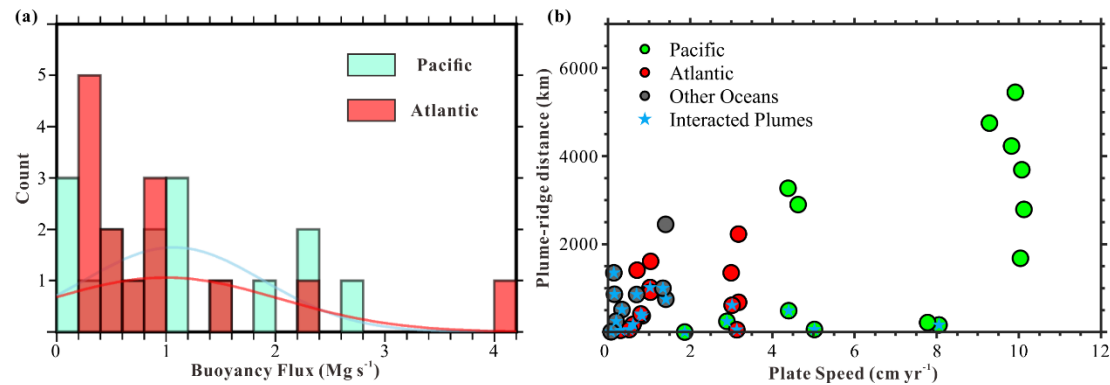 (a)
5
4
3
2
1
0
Count
0
1
2
3
4
Buoyancy Flux (Mg s-1)
Pacific
Atlantic
(b)
6000
4000
2000
0
Plume-ridge distance (km)
0
2
4
6
8
10
12
Plate Speed (cm yr-1)
Pacific
Atlantic
Other Oceans
Interacted Plumes